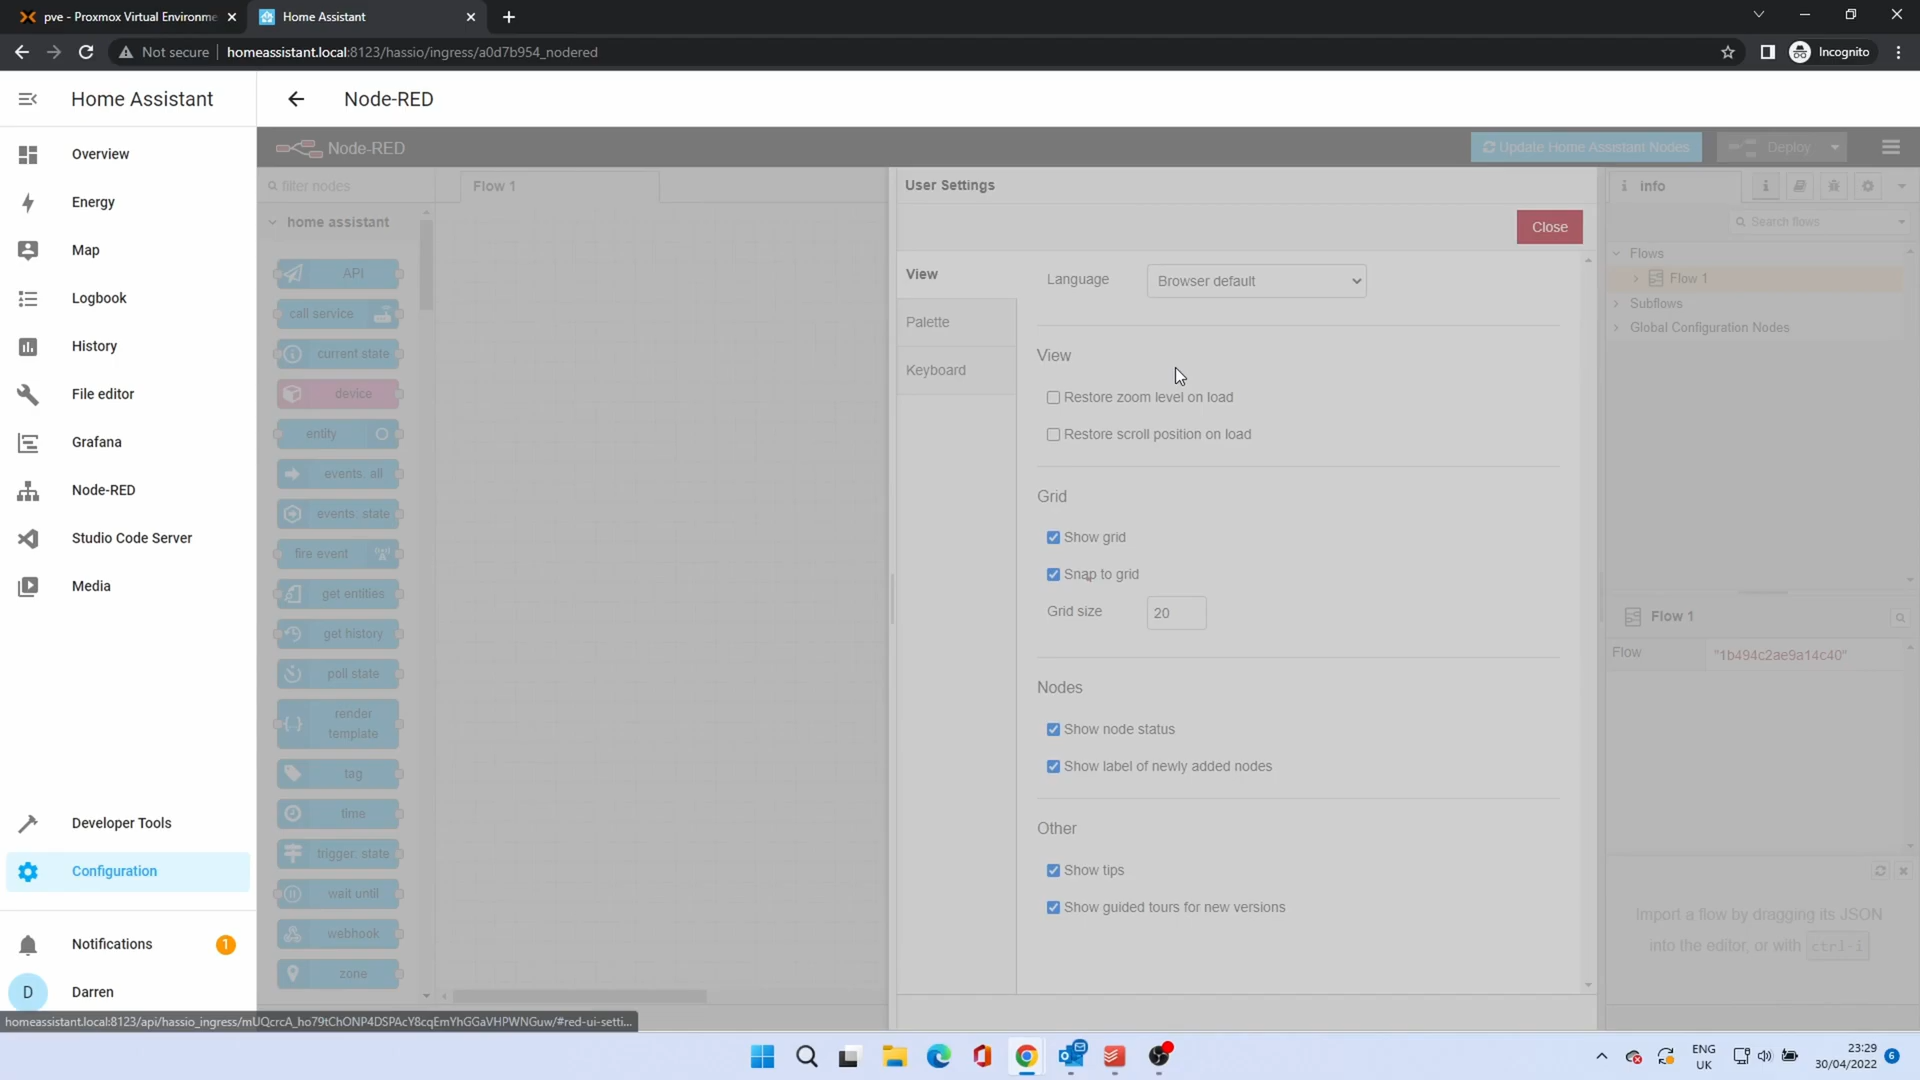 pve - Proxmox Virtual Environme
Home Assistant
Not secure
homeassistant.local:8123/hassio/ingress/a0d7b954_nodered
Incognito
Home Assistant
Node-RED
Overview
Energy
Map
Logbook
History
File editor
Grafana
Node-RED
Studio Code Server
Media
Developer Tools
Configuration
Notifications
1
D
Darren
homeassistant.local:8123/api/hassio_ingress/mUQcrcA_ho79tChONP4DSPAcY8cqEmYhGGaVHPWNGuw/#red-ui-setti...
Node-RED
Update Home Assistant Nodes
Deploy
filter nodes
home assistant
API
call service
current state
device
entity
events: all
events: state
fire event
get entities
get history
poll state
render
template
tag
time
trigger: state
wait until
webhook
zone
Flow 1
User Settings
Close
View
Palette
Keyboard
Language
Browser default
View
Restore zoom level on load
Restore scroll position on load
Grid
Show grid
Snap to grid
Grid size
20
Nodes
Show node status
Show label of newly added nodes
Other
Show tips
Show guided tours for new versions
info
Search flows
Flows
Flow 1
Subflows
Global Configuration Nodes
Flow 1
Flow
"1b494c2ae9a14c40"
Import a flow by dragging its JSON
into the editor, or with ctrl-i
ENG
UK
23:29
30/04/2022
6